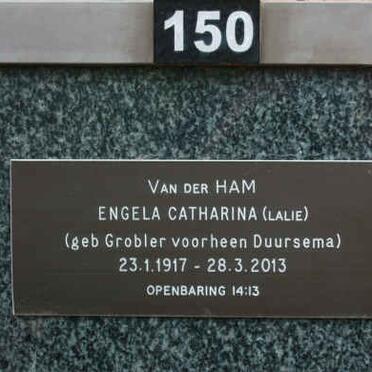 150
VAN DER HAM
ENGELA CATHARINA (LALIE)
(geb Grobler voorheen Duursema)
23.1.1917 - 28.3.2013
OPENBARING 14:13